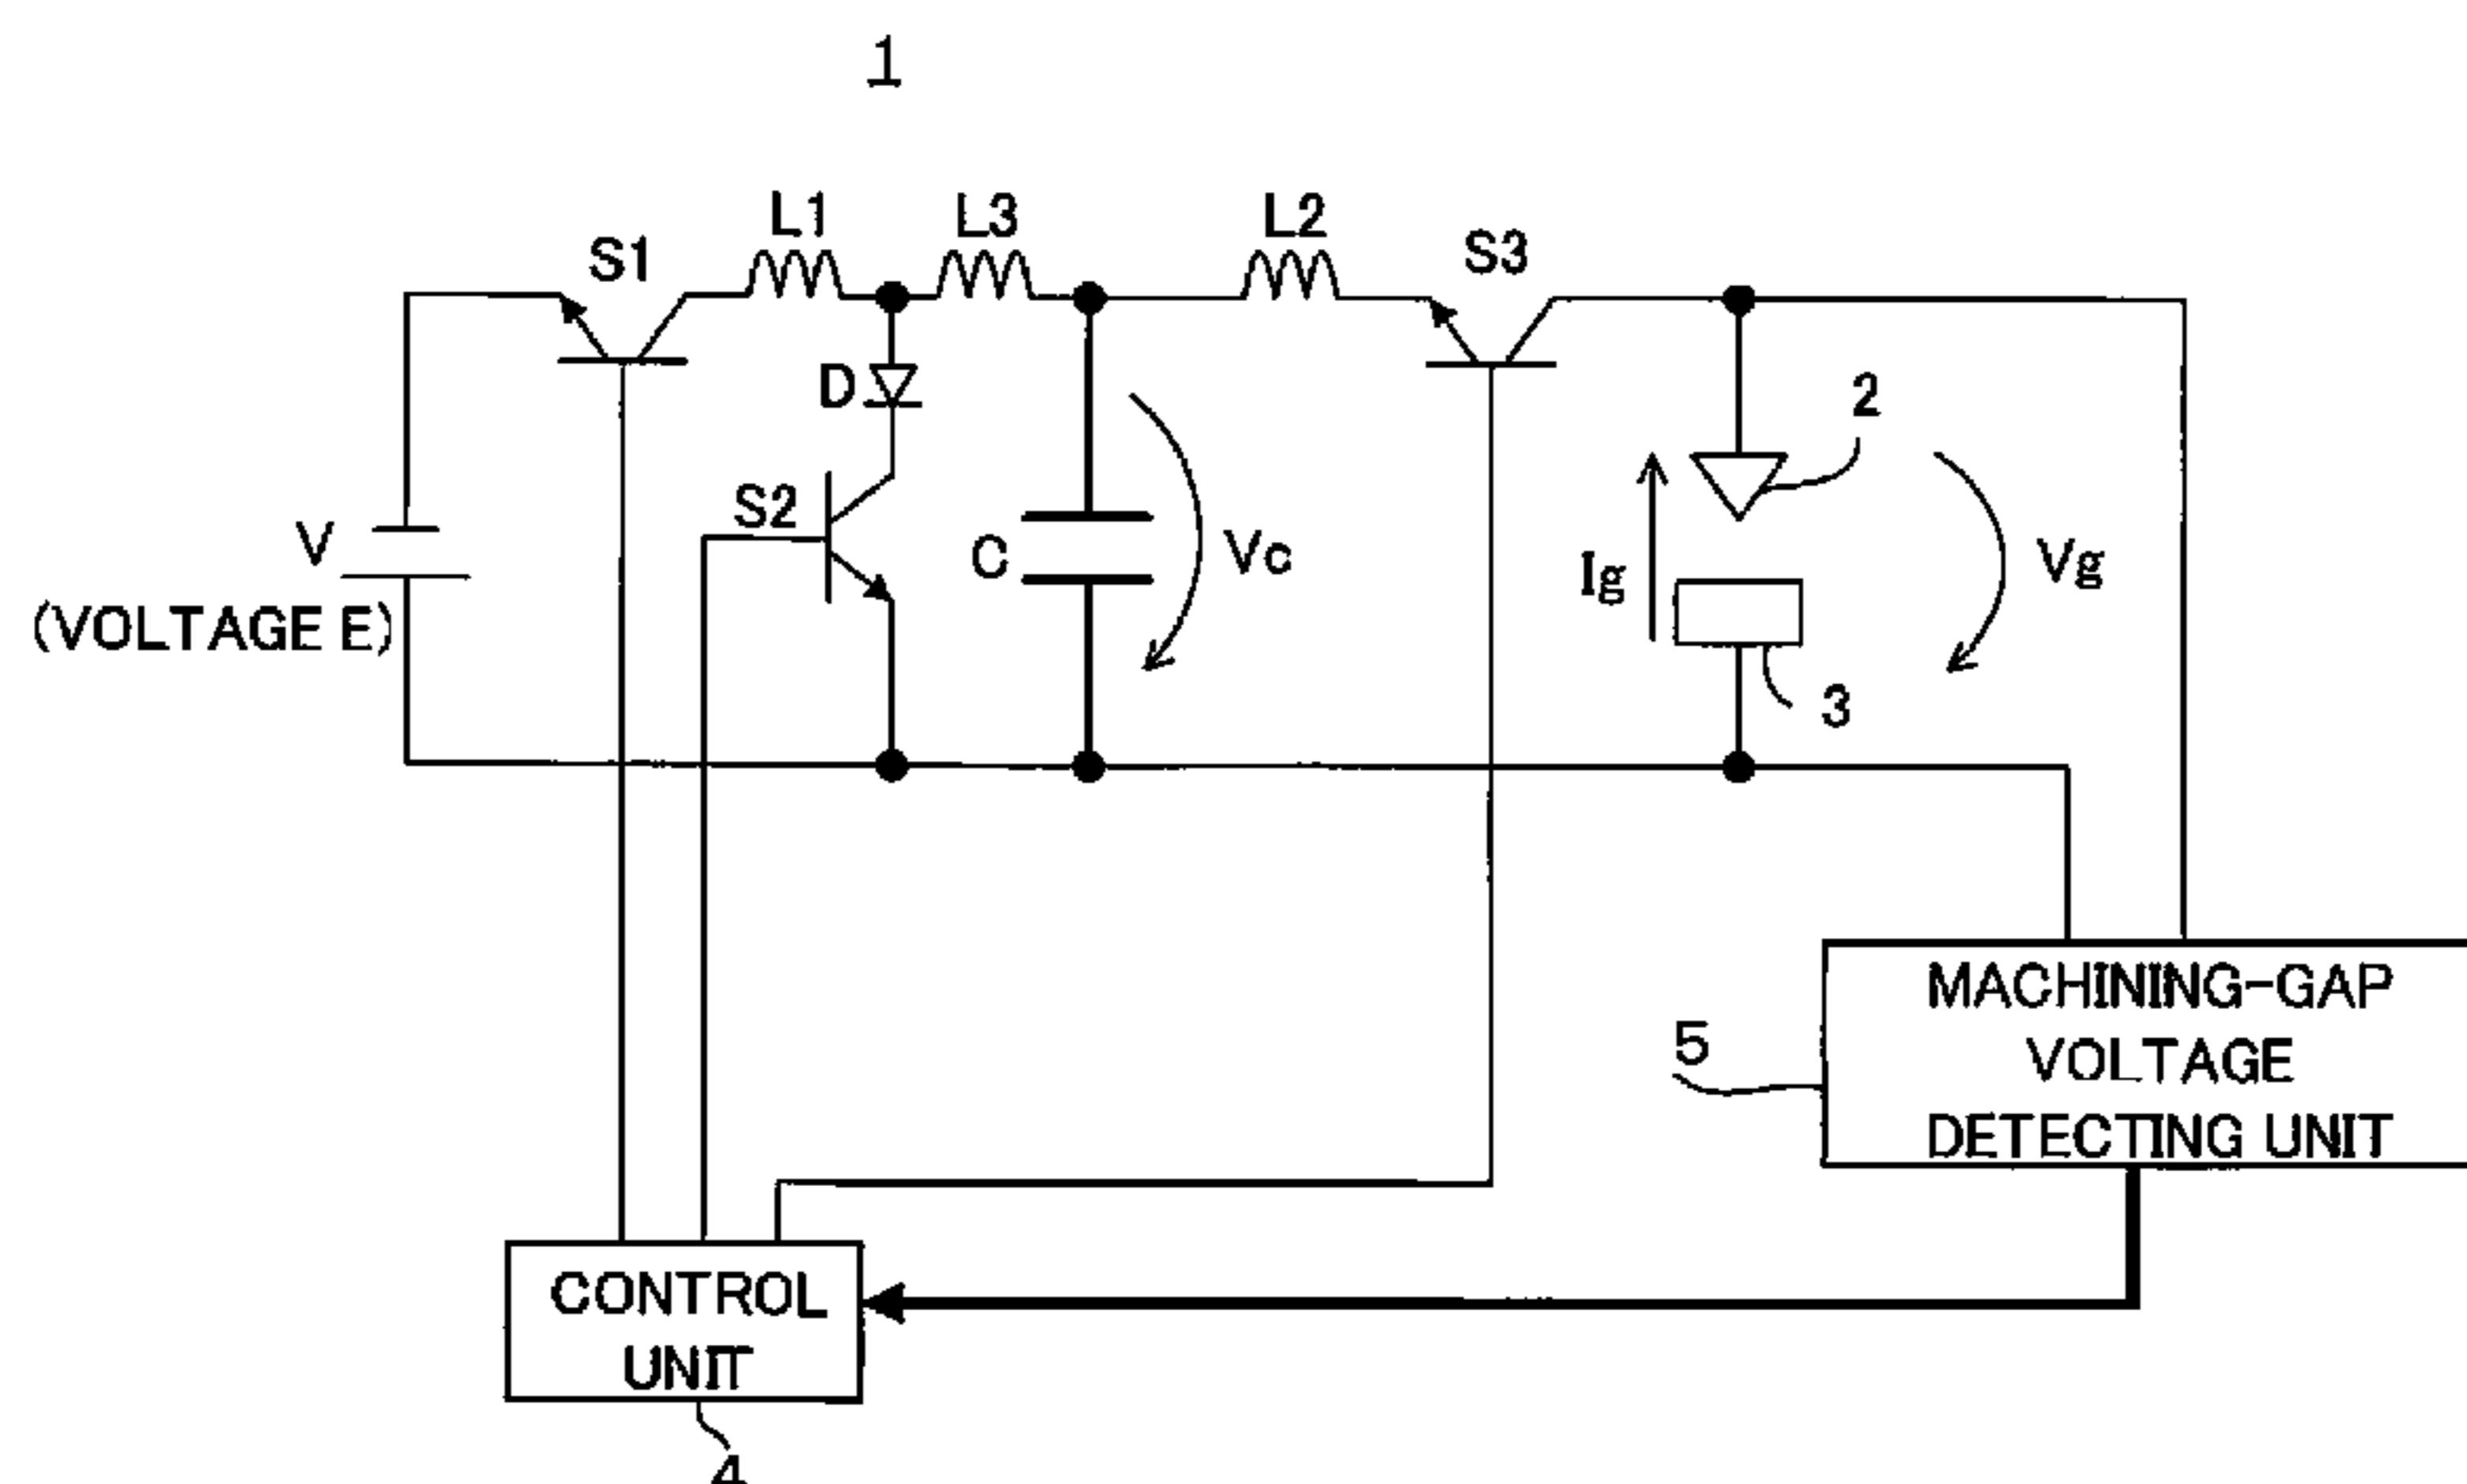 1
L1
L3
L2
S1
S3
D
2
S2
V
(VOLTAGE E)
C
Vc
Ig
Vg
3
MACHINING-GAP
VOLTAGE
DETECTING UNIT
5
CONTROL
UNIT
4